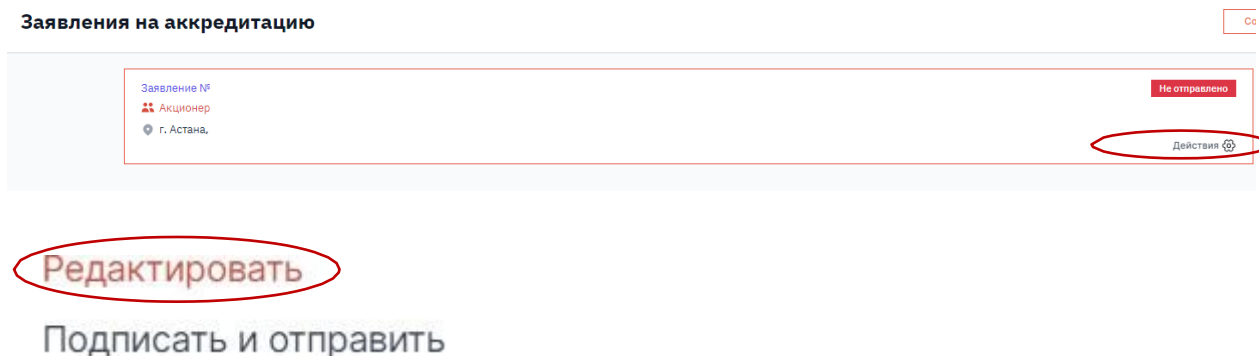 Заявления на аккредитацию
Заявление №
Не отправлено
Акционер
г. Астана,
Действия
Редактировать
Подписать и отправить